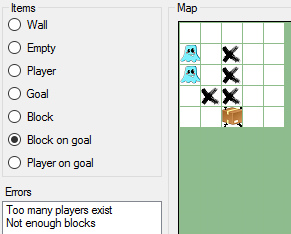 Items
Map
Wall
Empty
Player
Goal
Block
Block on goal
Player on goal
Errors
Too many players exist
Not enough blocks